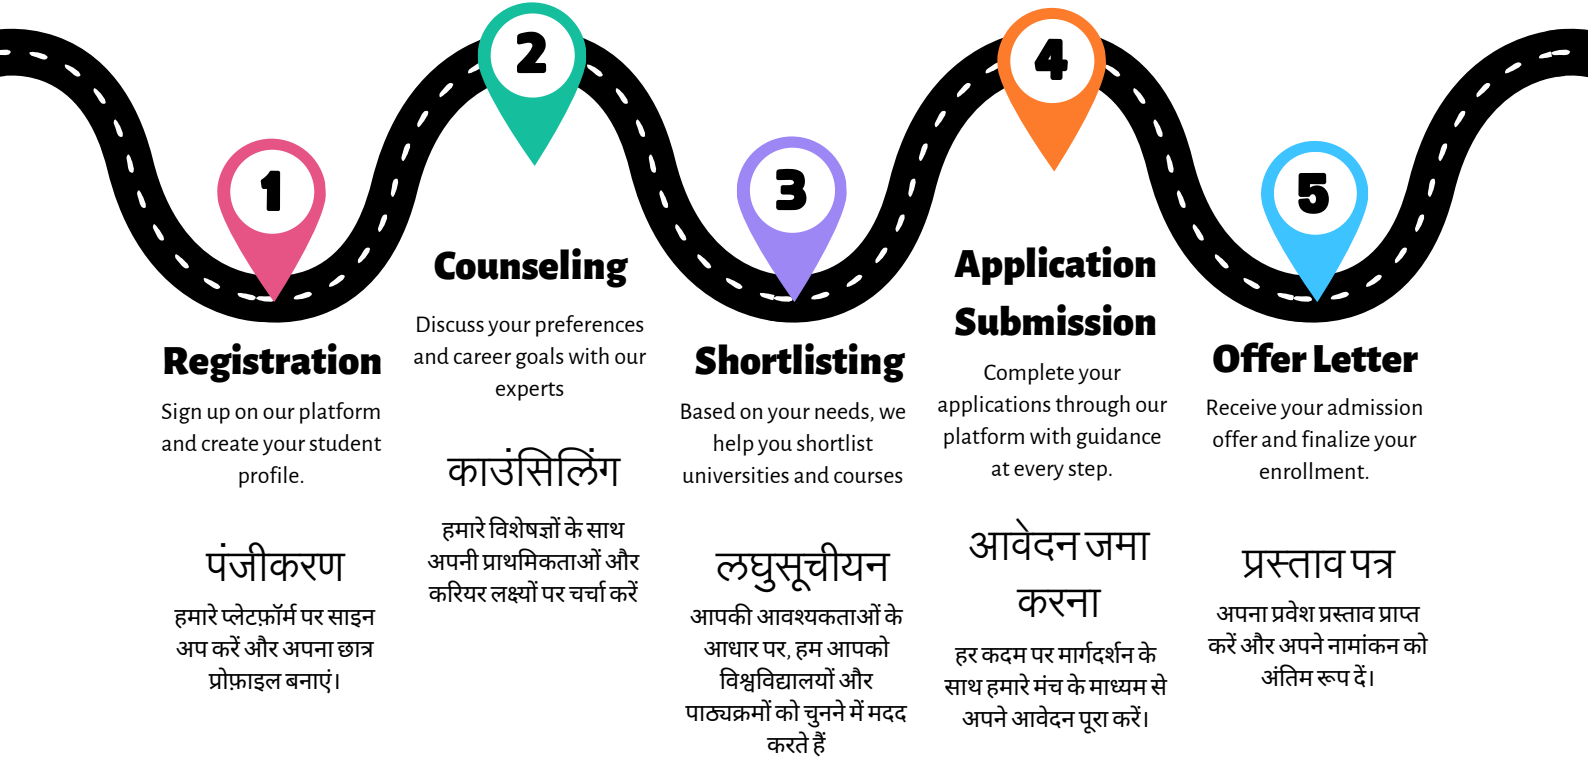 1
Registration
Sign up on our platform
and create your student
profile.
पंजीकरण
हमारे प्लेटफ़ॉर्म पर साइन
अप करें और अपना छात्र
प्रोफ़ाइल बनाएं।
2
Counseling
Discuss your preferences
and career goals with our
experts
काउंसिलिंग
हमारे विशेषज्ञों के साथ
अपनी प्राथमिकताओं और
करियर लक्ष्यों पर चर्चा करें
3
Shortlisting
Based on your needs, we
help you shortlist
universities and courses
लघुसूचीयन
आपकी आवश्यकताओं के
आधार पर, हम आपको
विश्वविद्यालयों और
पाठ्यक्रमों को चुनने में मदद
करते हैं
4
Application
Submission
Complete your
applications through our
platform with guidance
at every step.
आवेदन जमा
करना
हर कदम पर मार्गदर्शन के
साथ हमारे मंच के माध्यम से
अपने आवेदन पूरा करें।
5
Offer Letter
Receive your admission
offer and finalize your
enrollment.
प्रस्ताव पत्र
अपना प्रवेश प्रस्ताव प्राप्त
करें और अपने नामांकन को
अंतिम रूप दें।